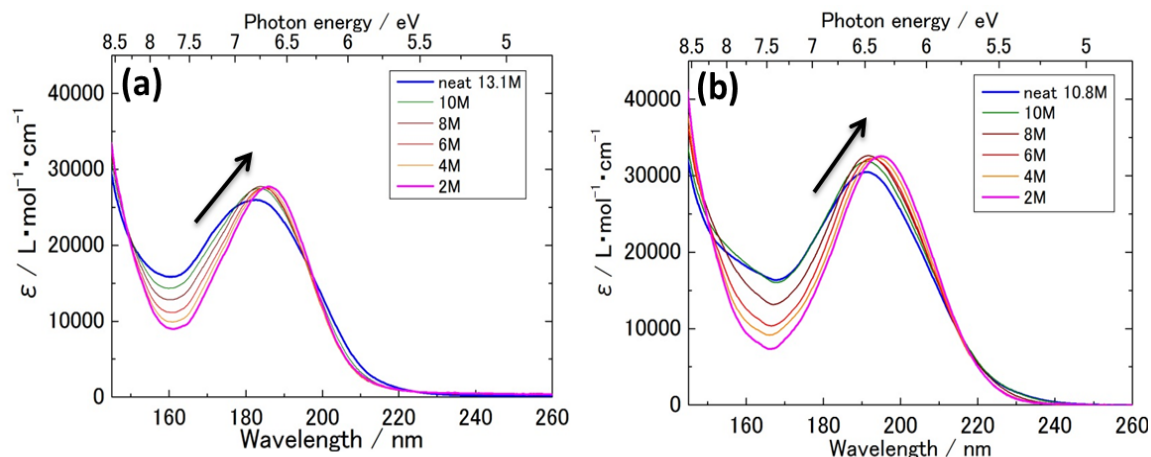 Photon energy / eV
8.5 8 7.5 7 6.5 6 5.5 5
(a)
neat 13.1M
10M
8M
6M
4M
2M
40000
30000
20000
10000
0
ε / L・mol⁻¹・cm⁻¹
160 180 200 220 240 260
Wavelength / nm
Photon energy / eV
8.5 8 7.5 7 6.5 6 5.5 5
(b)
neat 10.8M
10M
8M
6M
4M
2M
40000
30000
20000
10000
0
ε / L・mol⁻¹・cm⁻¹
160 180 200 220 240 260
Wavelength / nm